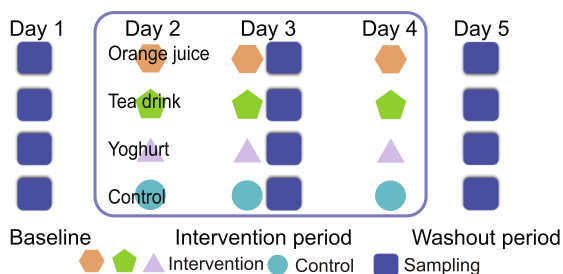 Day 1 Day 2 Day 3 Day 4 Day 5
Orange juice
Tea drink
Yoghurt
Control
Baseline Intervention period Washout period
Intervention Control Sampling